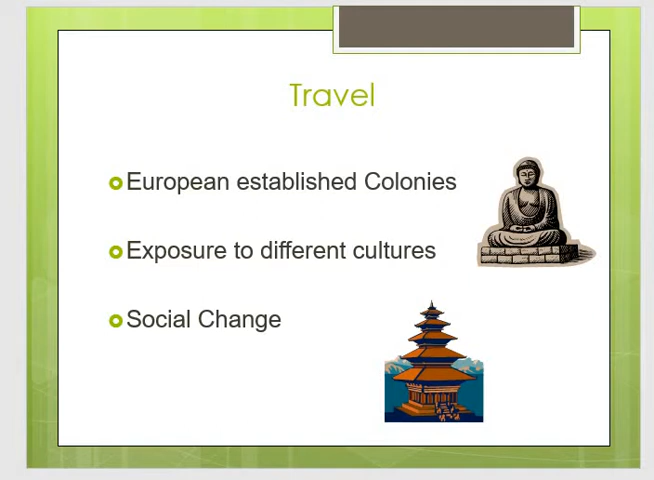 Travel
European established Colonies
Exposure to different cultures
Social Change